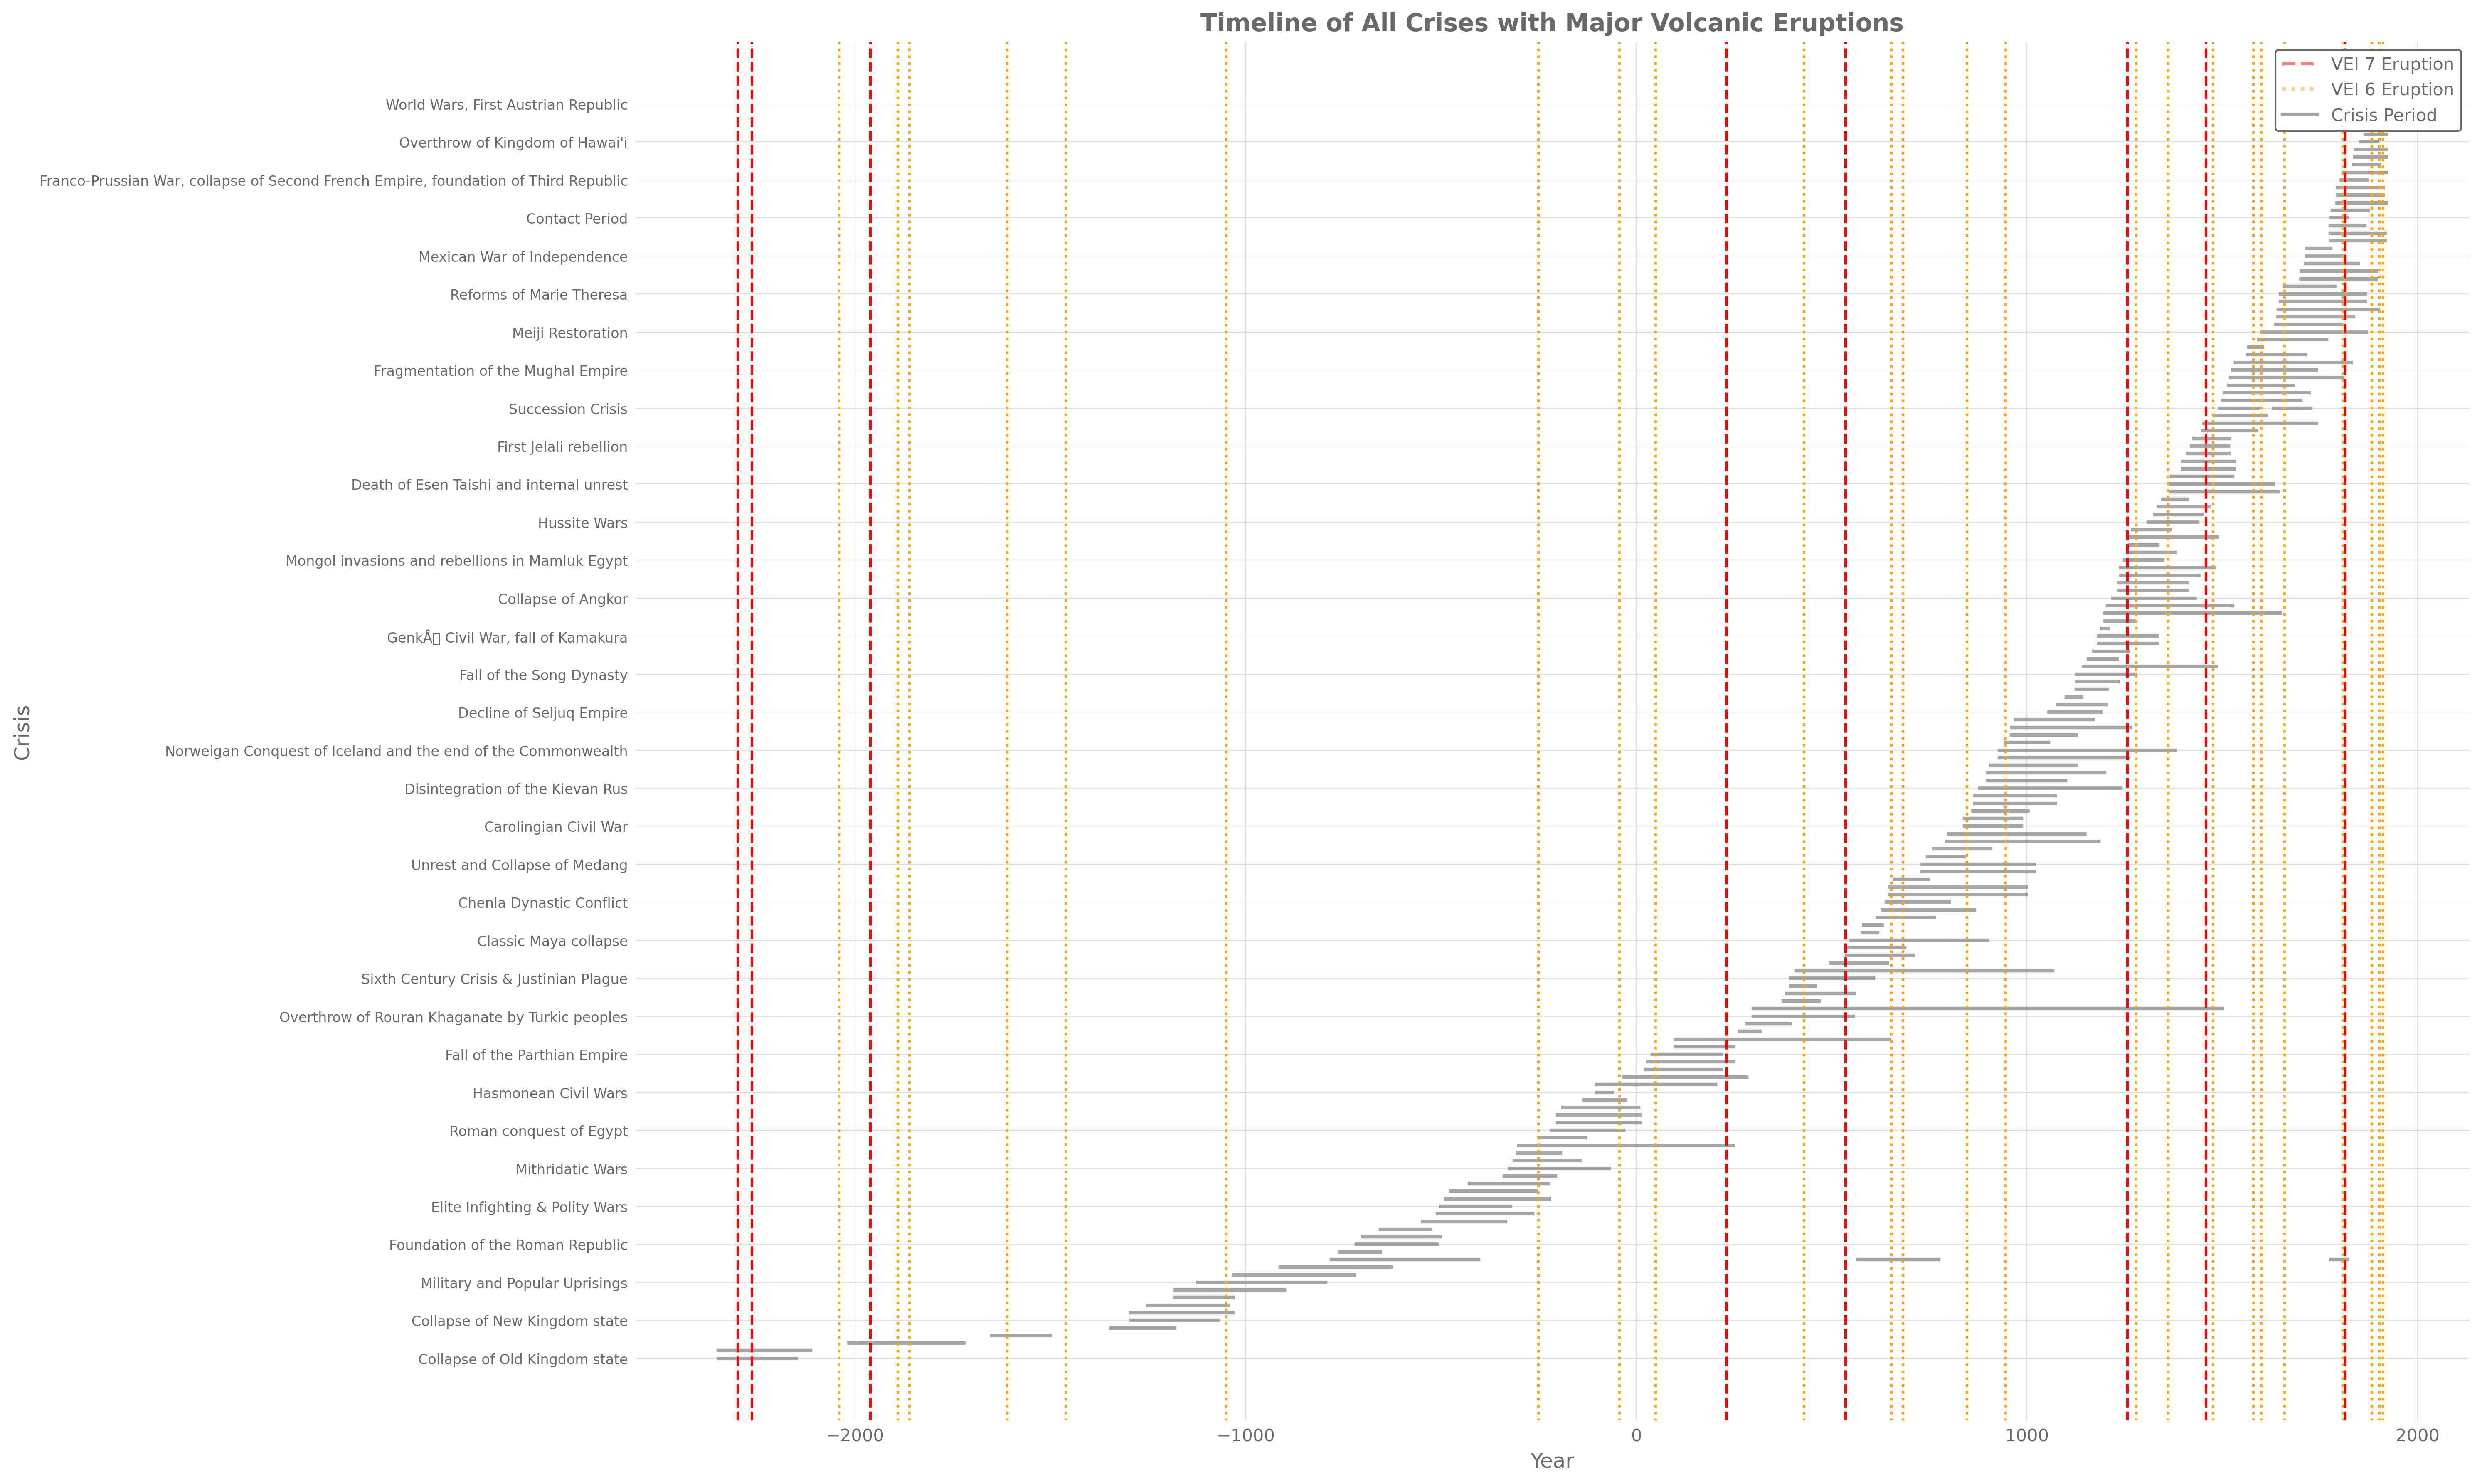 Timeline of All Crises with Major Volcanic Eruptions
VEI 7 Eruption
VEI 6 Eruption
Crisis Period
World Wars, First Austrian Republic
Overthrow of Kingdom of Hawai'i
Franco-Prussian War, collapse of Second French Empire, foundation of Third Republic
Contact Period
Mexican War of Independence
Reforms of Marie Theresa
Meiji Restoration
Fragmentation of the Mughal Empire
Succession Crisis
First Jelali rebellion
Death of Esen Taishi and internal unrest
Hussite Wars
Mongol invasions and rebellions in Mamluk Egypt
Collapse of Angkor
Civil War, fall of Kamakura
Fall of the Song Dynasty
Decline of Seljuq Empire
Norweigan Conquest of Iceland and the end of the Commonwealth
Disintegration of the Kievan Rus
Carolingian Civil War
Unrest and Collapse of Medang
Chenla Dynastic Conflict
Classic Maya collapse
Sixth Century Crisis & Justinian Plague
Overthrow of Rouran Khaganate by Turkic peoples
Fall of the Parthian Empire
Hasmonean Civil Wars
Roman conquest of Egypt
Mithridatic Wars
Elite Infighting & Polity Wars
Foundation of the Roman Republic
Military and Popular Uprisings
Collapse of New Kingdom state
Collapse of Old Kingdom state
Crisis
−2000
−1000
0
1000
2000
Year